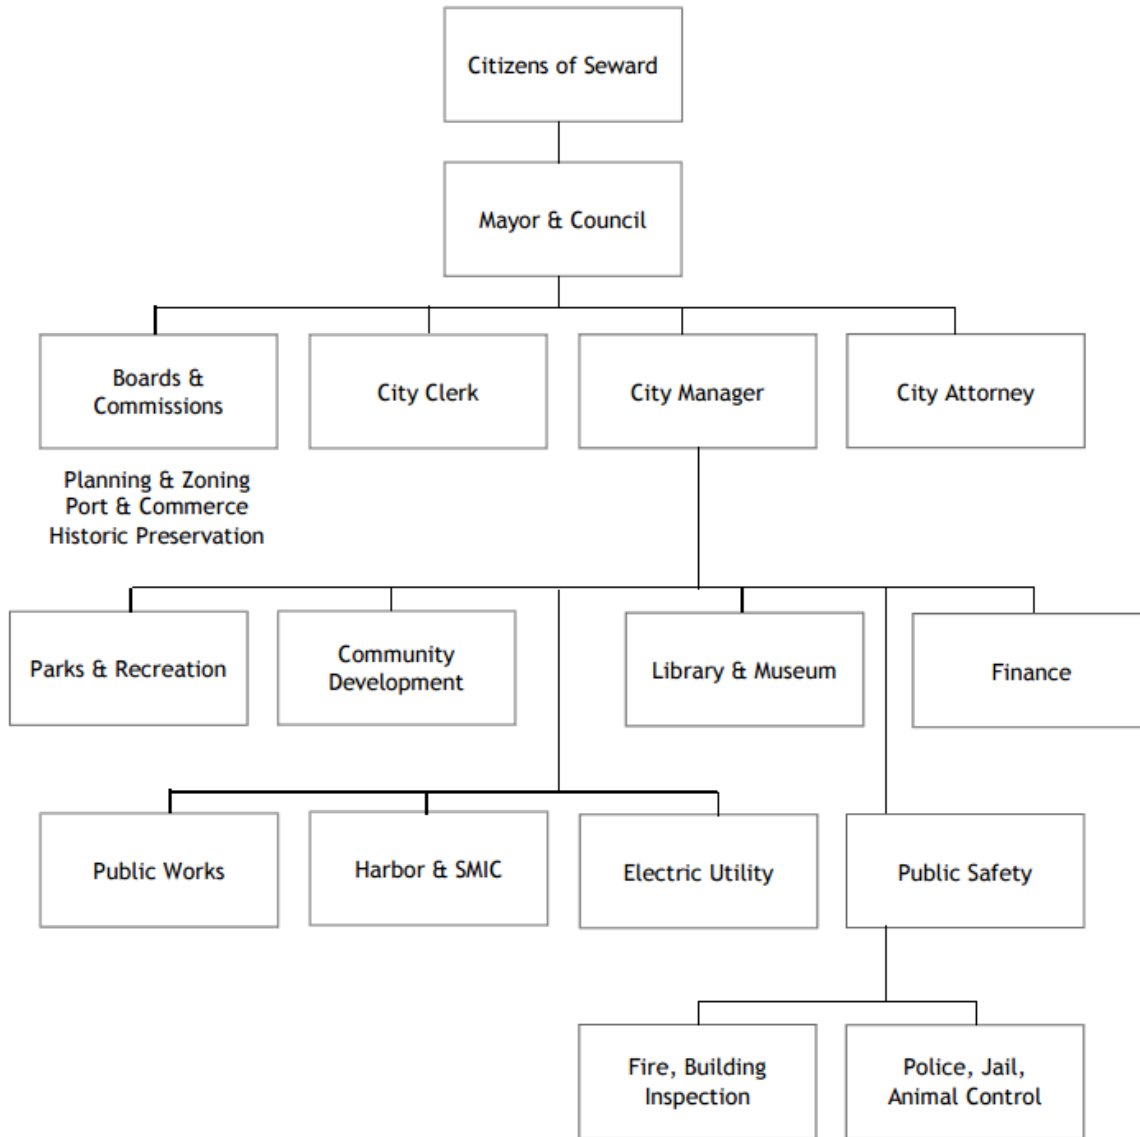 Citizens of Seward
Mayor & Council
Boards &
Commissions
City Clerk
City Manager
City Attorney
Planning & Zoning
Port & Commerce
Historic Preservation
Parks & Recreation
Community
Development
Library & Museum
Finance
Public Works
Harbor & SMIC
Electric Utility
Public Safety
Fire, Building
Inspection
Police, Jail,
Animal Control